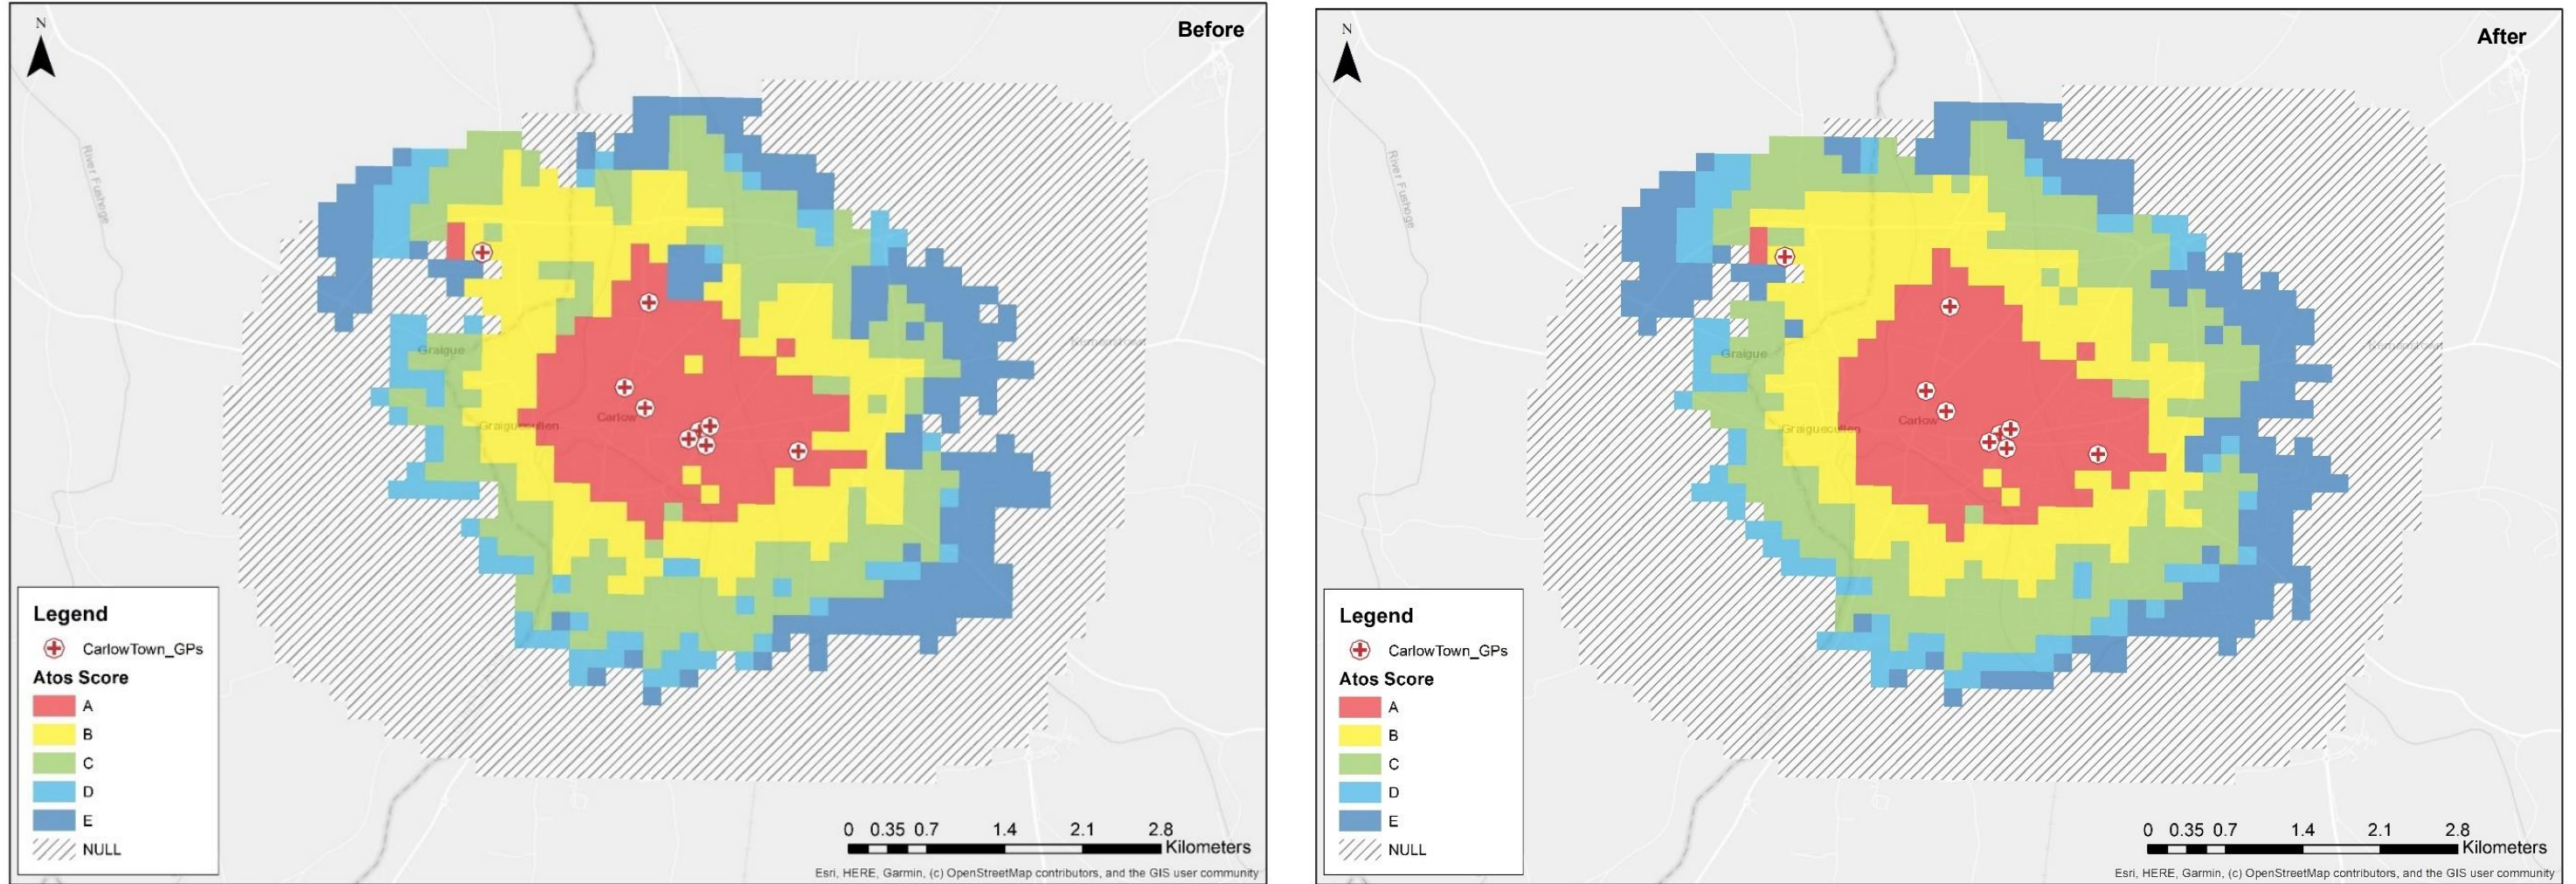 N
Before
River Fushoge
Graigue
Carlow
Graiguecullen
Legend
CarlowTown_GPs
Atos Score
A
B
C
D
E
NULL
0 0.35 0.7 1.4 2.1 2.8
Kilometers
Esri, HERE, Garmin, (c) OpenStreetMap contributors, and the GIS user community
N
After
River Fushoge
Graigue
Carlow
Graiguecullen
Legend
CarlowTown_GPs
Atos Score
A
B
C
D
E
NULL
0 0.35 0.7 1.4 2.1 2.8
Kilometers
Esri, HERE, Garmin, (c) OpenStreetMap contributors, and the GIS user community